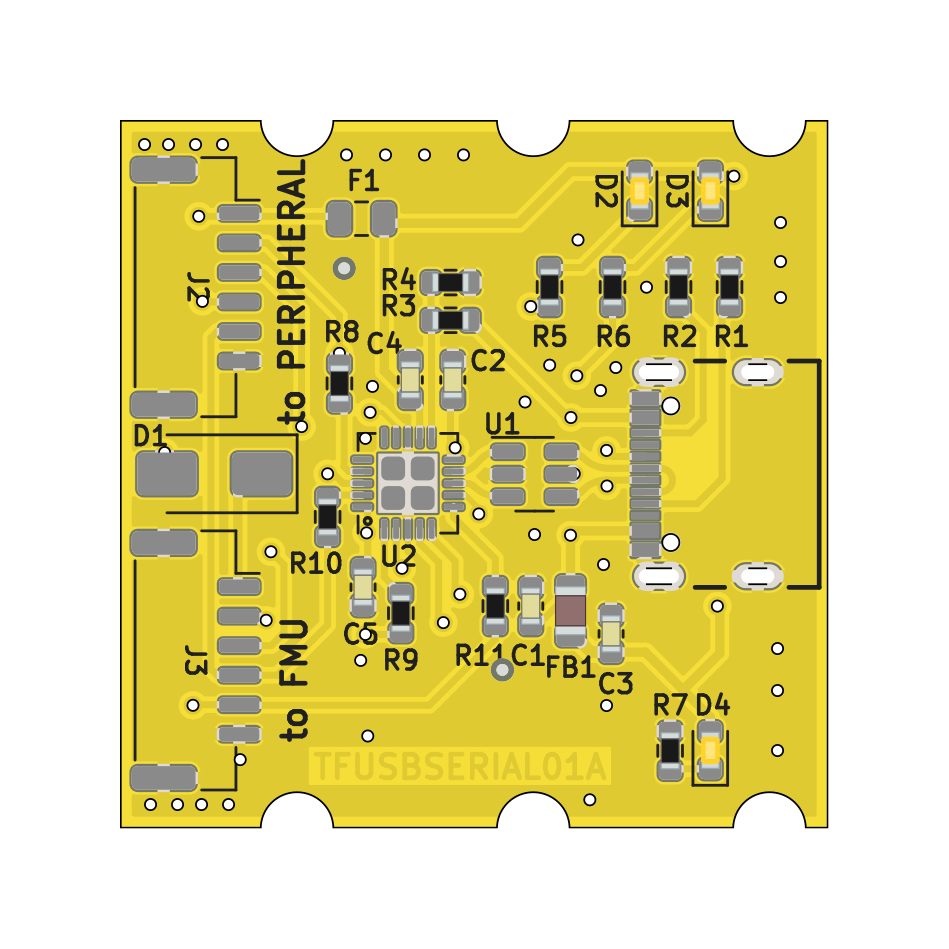 F1
D2
D3
to PERIPHERAL
J2
R4
R3
R8
C4
C2
R5
R6
R2
R1
D1
U1
R10
U2
C5
R9
R11
C1
FB1
C3
J3
to FMU
R7
D4
TFUSBSERIAL01A